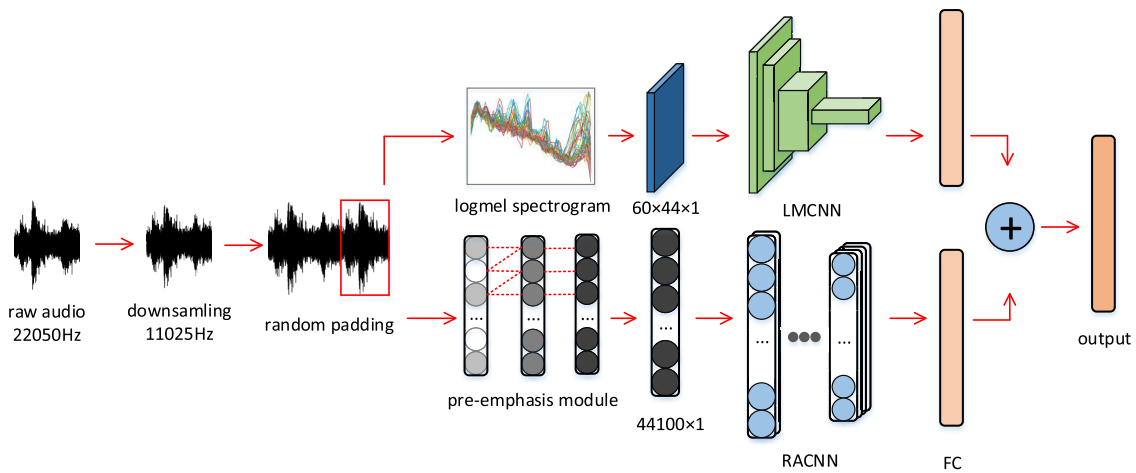 raw audio
22050Hz
downsamling
11025Hz
random padding
logmel spectrogram
60×44×1
LMCNN
...
...
...
pre-emphasis module
...
44100×1
...
...
RACNN
FC
+
output